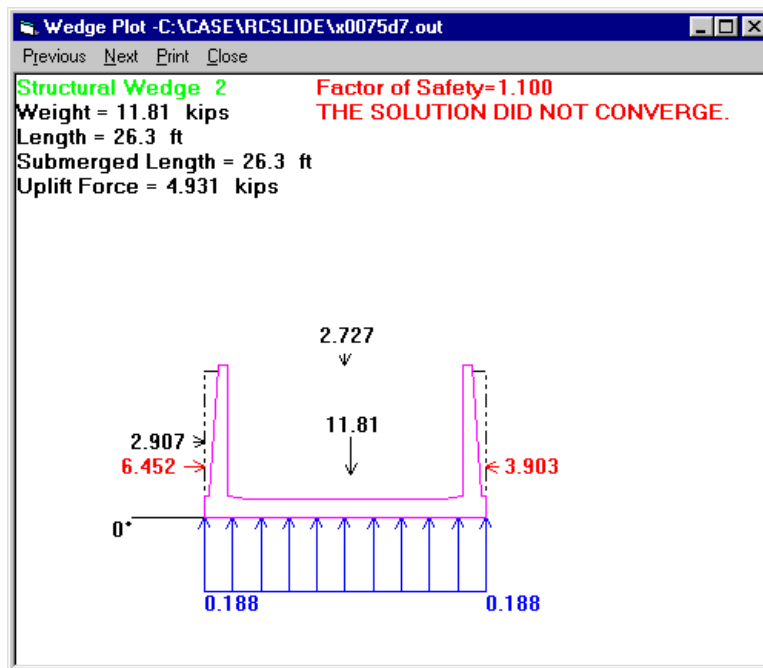 Wedge Plot -C:\CASE\RCSLIDE\x0075d7.out
Previous Next Print Close
Structural Wedge 2 Factor of Safety=1.100
Weight = 11.81 kips THE SOLUTION DID NOT CONVERGE.
Length = 26.3 ft
Submerged Length = 26.3 ft
Uplift Force = 4.931 kips
2.727
11.81
2.907
6.452 3.903
0°
0.188 0.188